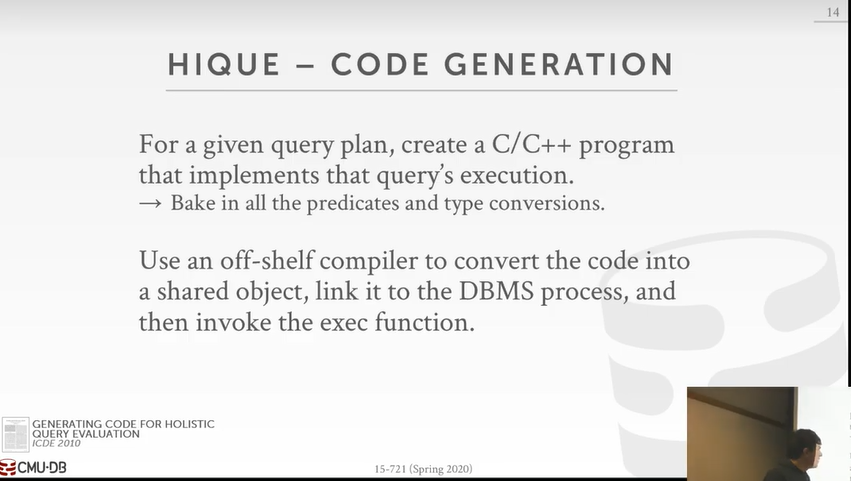 14
HIQUE – CODE GENERATION
For a given query plan, create a C/C++ program
that implements that query's execution.
→ Bake in all the predicates and type conversions.
Use an off-shelf compiler to convert the code into
a shared object, link it to the DBMS process, and
then invoke the exec function.
GENERATING CODE FOR HOLISTIC
QUERY EVALUATION
ICDE 2010
CMU·DB
15-721 (Spring 2020)